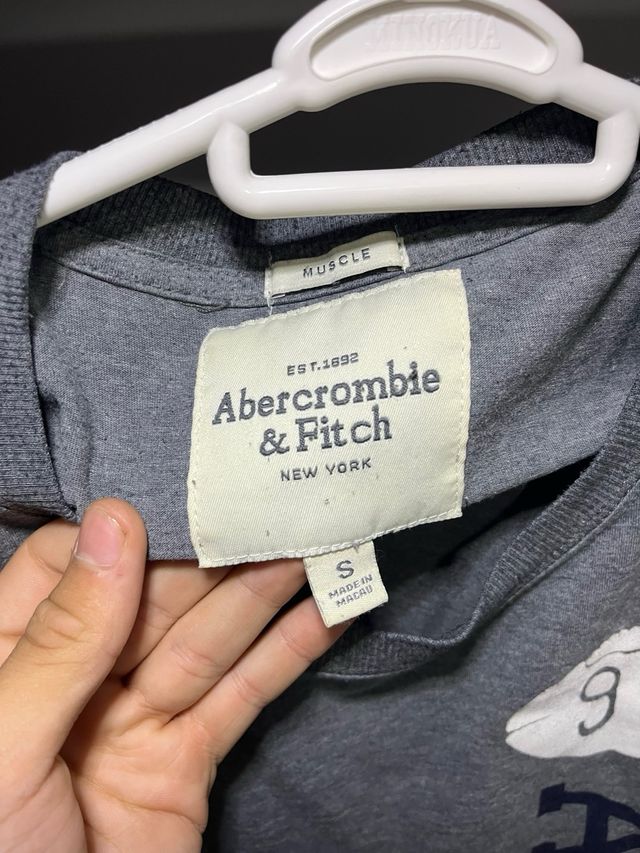 MUSCLE
EST.1892
Abercrombie
& Fitch
NEW YORK
S
MADE IN
MACAU
9
A